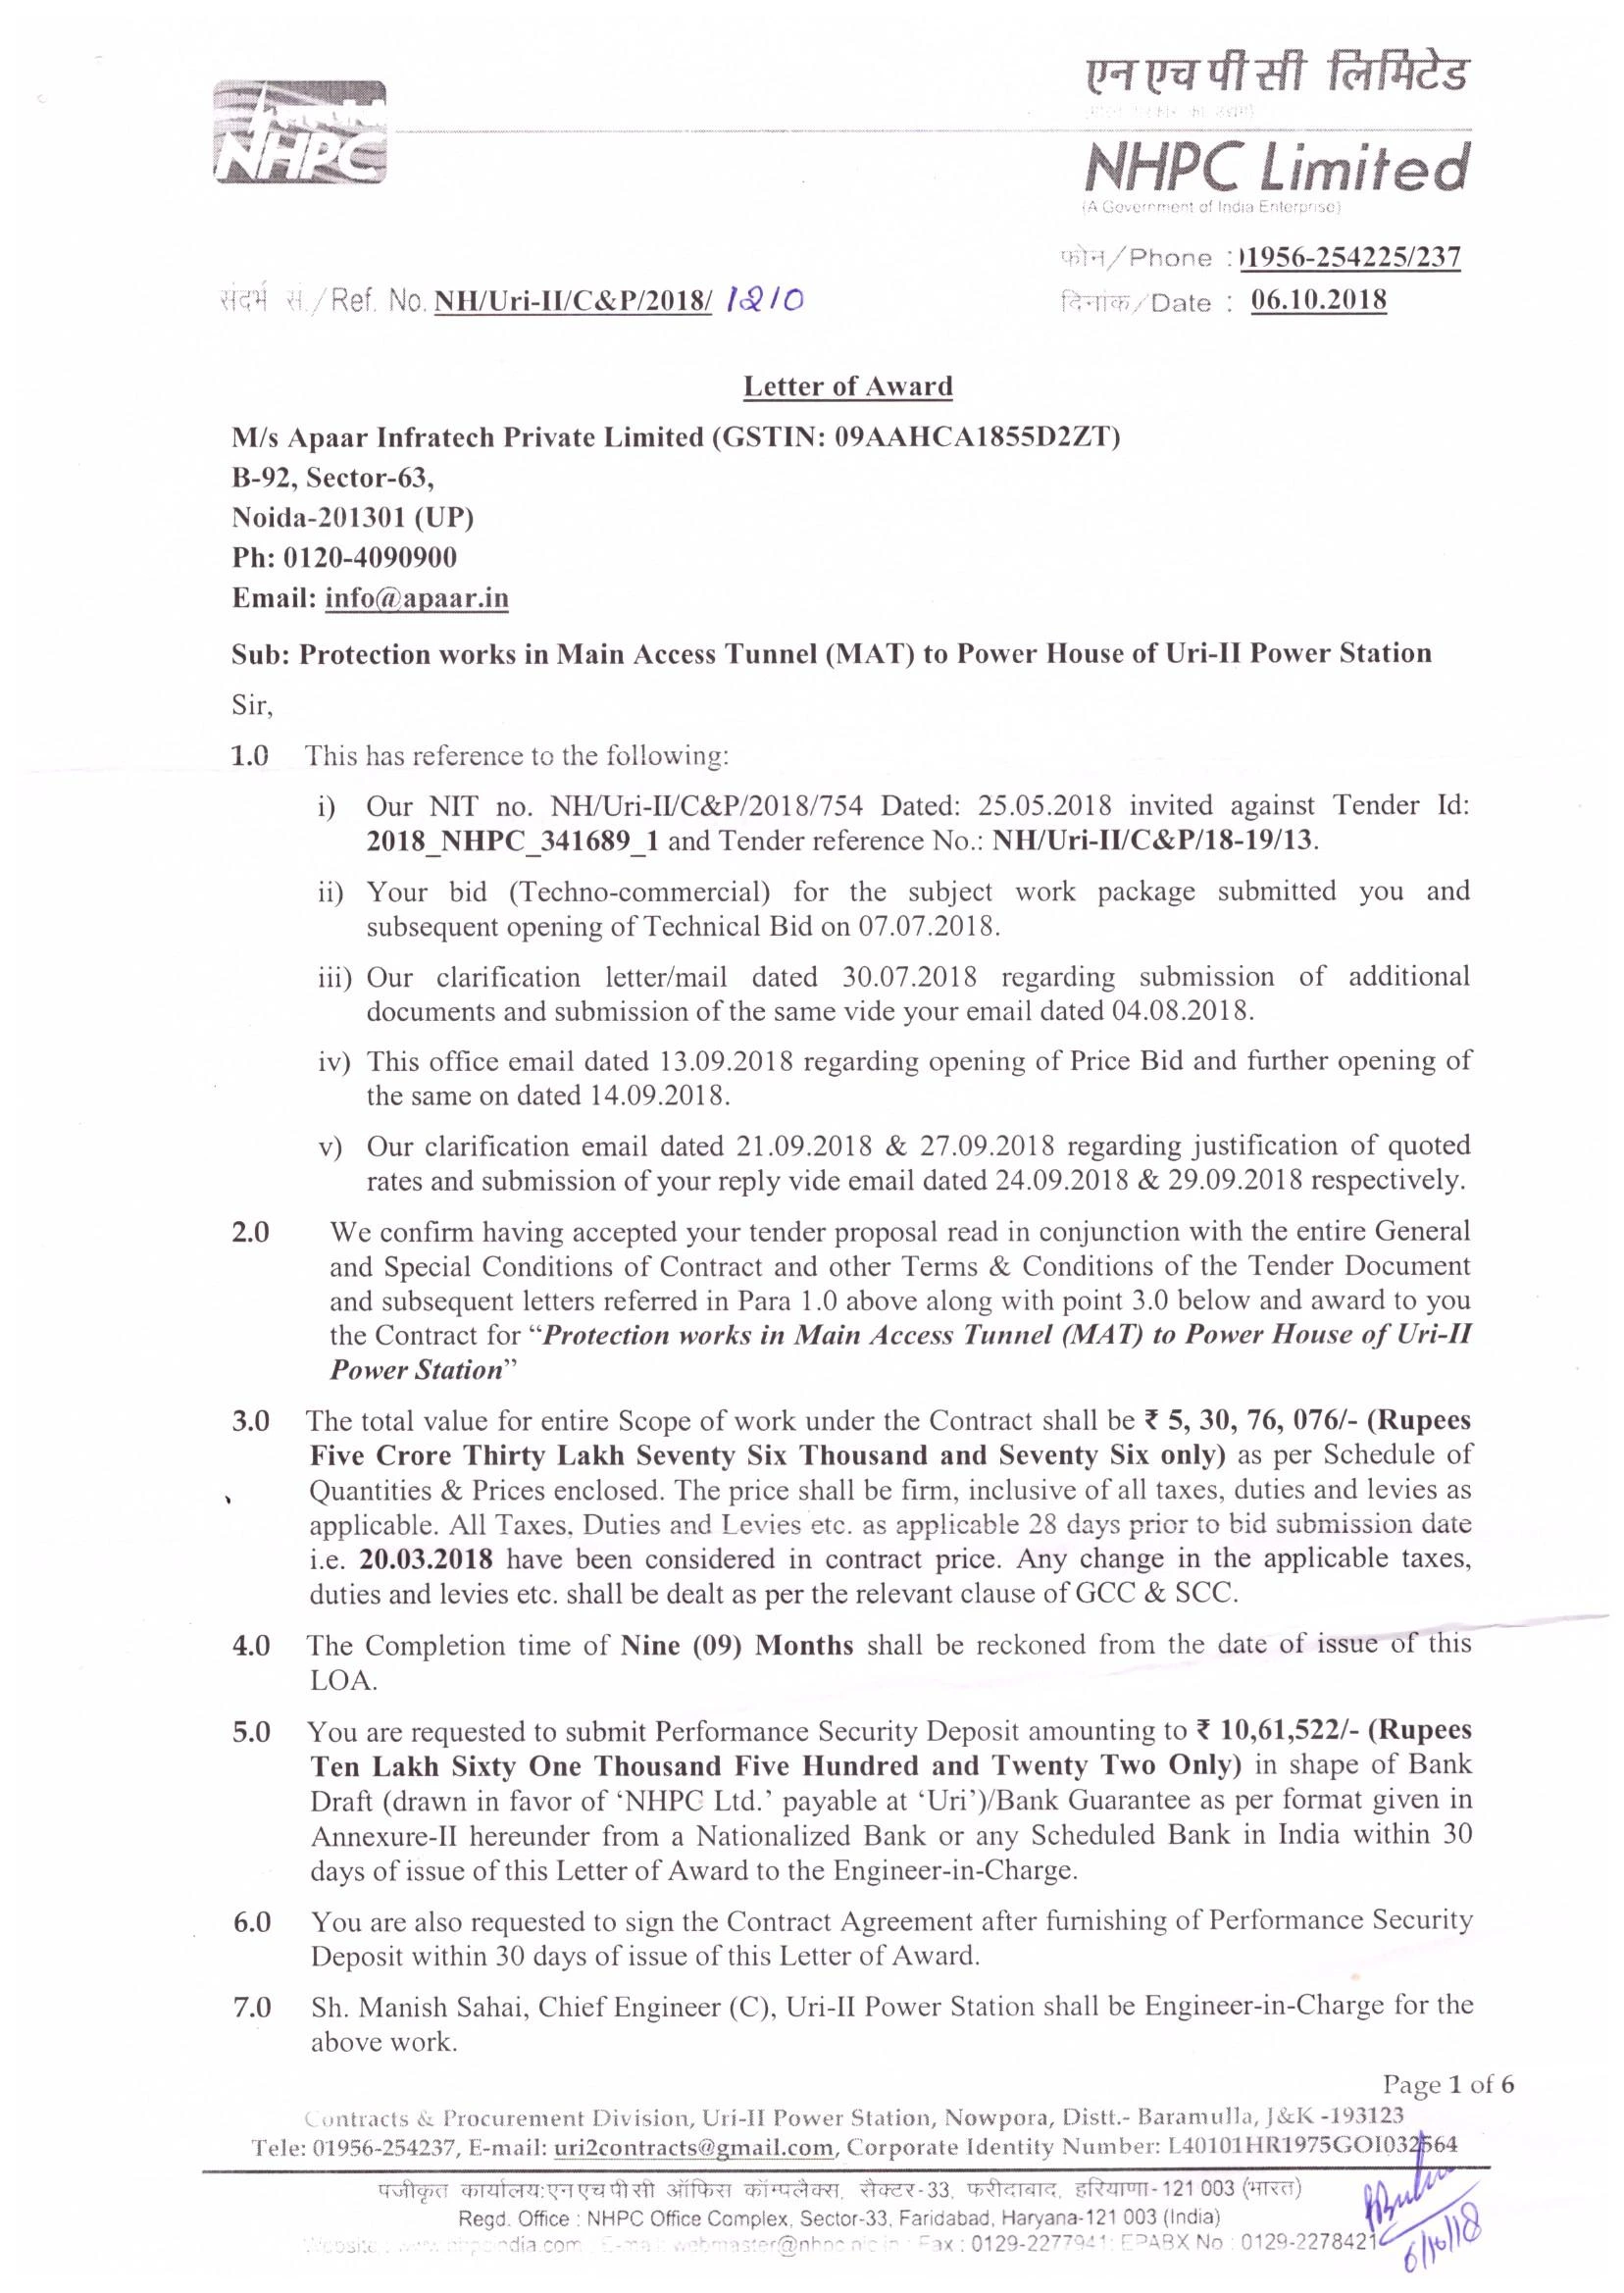 एन एच पी सी लिमिटेड
NHPC
NHPC Limited
(A Government of India Enterprise)
फोन/Phone : 01956-254225/237
संदर्भ सं./Ref. No. NH/Uri-II/C&P/2018/ 1210
दिनांक/Date : 06.10.2018
Letter of Award
M/s Apaar Infratech Private Limited (GSTIN: 09AAHCA1855D2ZT)
B-92, Sector-63,
Noida-201301 (UP)
Ph: 0120-4090900
Email: info@apaar.in
Sub: Protection works in Main Access Tunnel (MAT) to Power House of Uri-II Power Station
Sir,
1.0 This has reference to the following:
i) Our NIT no. NH/Uri-II/C&P/2018/754 Dated: 25.05.2018 invited against Tender Id:
2018_NHPC_341689_1 and Tender reference No.: NH/Uri-II/C&P/18-19/13.
ii) Your bid (Techno-commercial) for the subject work package submitted you and
subsequent opening of Technical Bid on 07.07.2018.
iii) Our clarification letter/mail dated 30.07.2018 regarding submission of additional
documents and submission of the same vide your email dated 04.08.2018.
iv) This office email dated 13.09.2018 regarding opening of Price Bid and further opening of
the same on dated 14.09.2018.
v) Our clarification email dated 21.09.2018 & 27.09.2018 regarding justification of quoted
rates and submission of your reply vide email dated 24.09.2018 & 29.09.2018 respectively.
2.0 We confirm having accepted your tender proposal read in conjunction with the entire General
and Special Conditions of Contract and other Terms & Conditions of the Tender Document
and subsequent letters referred in Para 1.0 above along with point 3.0 below and award to you
the Contract for “Protection works in Main Access Tunnel (MAT) to Power House of Uri-II
Power Station”
3.0 The total value for entire Scope of work under the Contract shall be ₹ 5, 30, 76, 076/- (Rupees
Five Crore Thirty Lakh Seventy Six Thousand and Seventy Six only) as per Schedule of
Quantities & Prices enclosed. The price shall be firm, inclusive of all taxes, duties and levies as
applicable. All Taxes, Duties and Levies etc. as applicable 28 days prior to bid submission date
i.e. 20.03.2018 have been considered in contract price. Any change in the applicable taxes,
duties and levies etc. shall be dealt as per the relevant clause of GCC & SCC.
4.0 The Completion time of Nine (09) Months shall be reckoned from the date of issue of this
LOA.
5.0 You are requested to submit Performance Security Deposit amounting to ₹ 10,61,522/- (Rupees
Ten Lakh Sixty One Thousand Five Hundred and Twenty Two Only) in shape of Bank
Draft (drawn in favor of ‘NHPC Ltd.’ payable at ‘Uri’)/Bank Guarantee as per format given in
Annexure-II hereunder from a Nationalized Bank or any Scheduled Bank in India within 30
days of issue of this Letter of Award to the Engineer-in-Charge.
6.0 You are also requested to sign the Contract Agreement after furnishing of Performance Security
Deposit within 30 days of issue of this Letter of Award.
7.0 Sh. Manish Sahai, Chief Engineer (C), Uri-II Power Station shall be Engineer-in-Charge for the
above work.
Page 1 of 6
Contracts & Procurement Division, Uri-II Power Station, Nowpora, Distt.- Baramulla, J&K -193123
Tele: 01956-254237, E-mail: uri2contracts@gmail.com, Corporate Identity Number: L40101HR1975GOI032564
पंजीकृत कार्यालय: एन एच पी सी ऑफिस कॉम्पलैक्स, सैक्टर-33, फरीदाबाद, हरियाणा-121 003 (भारत)
Regd. Office : NHPC Office Complex, Sector-33, Faridabad, Haryana-121 003 (India)
Website : www.nhpcindia.com E-mail webmaster@nhpc.nic.in : Fax : 0129-2277941: EPABX No : 0129-2278421
6/10/18